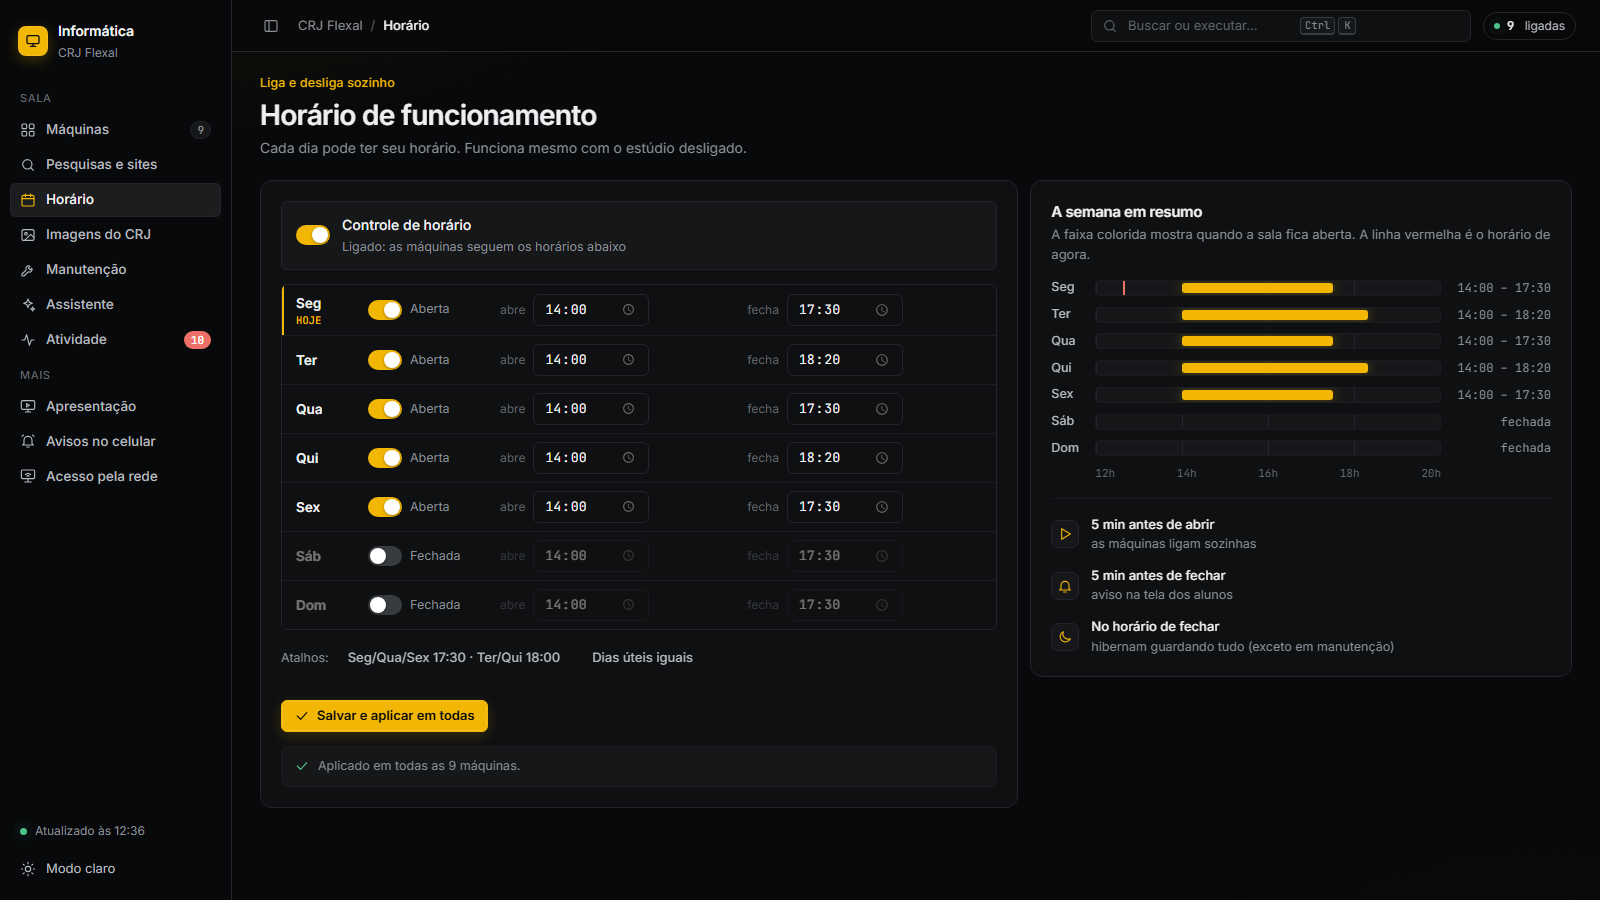 Informática
CRJ Flexal
SALA
Máquinas 9
Pesquisas e sites
Horário
Imagens do CRJ
Manutenção
Assistente
Atividade 10
MAIS
Apresentação
Avisos no celular
Acesso pela rede
Atualizado às 12:36
Modo claro
CRJ Flexal / Horário
Buscar ou executar... Ctrl K
9 ligadas
Liga e desliga sozinho
Horário de funcionamento
Cada dia pode ter seu horário. Funciona mesmo com o estúdio desligado.
Controle de horário
Ligado: as máquinas seguem os horários abaixo
Seg
HOJE
Aberta abre 14:00 fecha 17:30
Ter Aberta abre 14:00 fecha 18:20
Qua Aberta abre 14:00 fecha 17:30
Qui Aberta abre 14:00 fecha 18:20
Sex Aberta abre 14:00 fecha 17:30
Sáb Fechada abre 14:00 fecha 17:30
Dom Fechada abre 14:00 fecha 17:30
Atalhos: Seg/Qua/Sex 17:30 · Ter/Qui 18:00 Dias úteis iguais
Salvar e aplicar em todas
Aplicado em todas as 9 máquinas.
A semana em resumo
A faixa colorida mostra quando a sala fica aberta. A linha vermelha é o horário de
agora.
Seg 14:00 – 17:30
Ter 14:00 – 18:20
Qua 14:00 – 17:30
Qui 14:00 – 18:20
Sex 14:00 – 17:30
Sáb fechada
Dom fechada
12h 14h 16h 18h 20h
5 min antes de abrir
as máquinas ligam sozinhas
5 min antes de fechar
aviso na tela dos alunos
No horário de fechar
hibernam guardando tudo (exceto em manutenção)